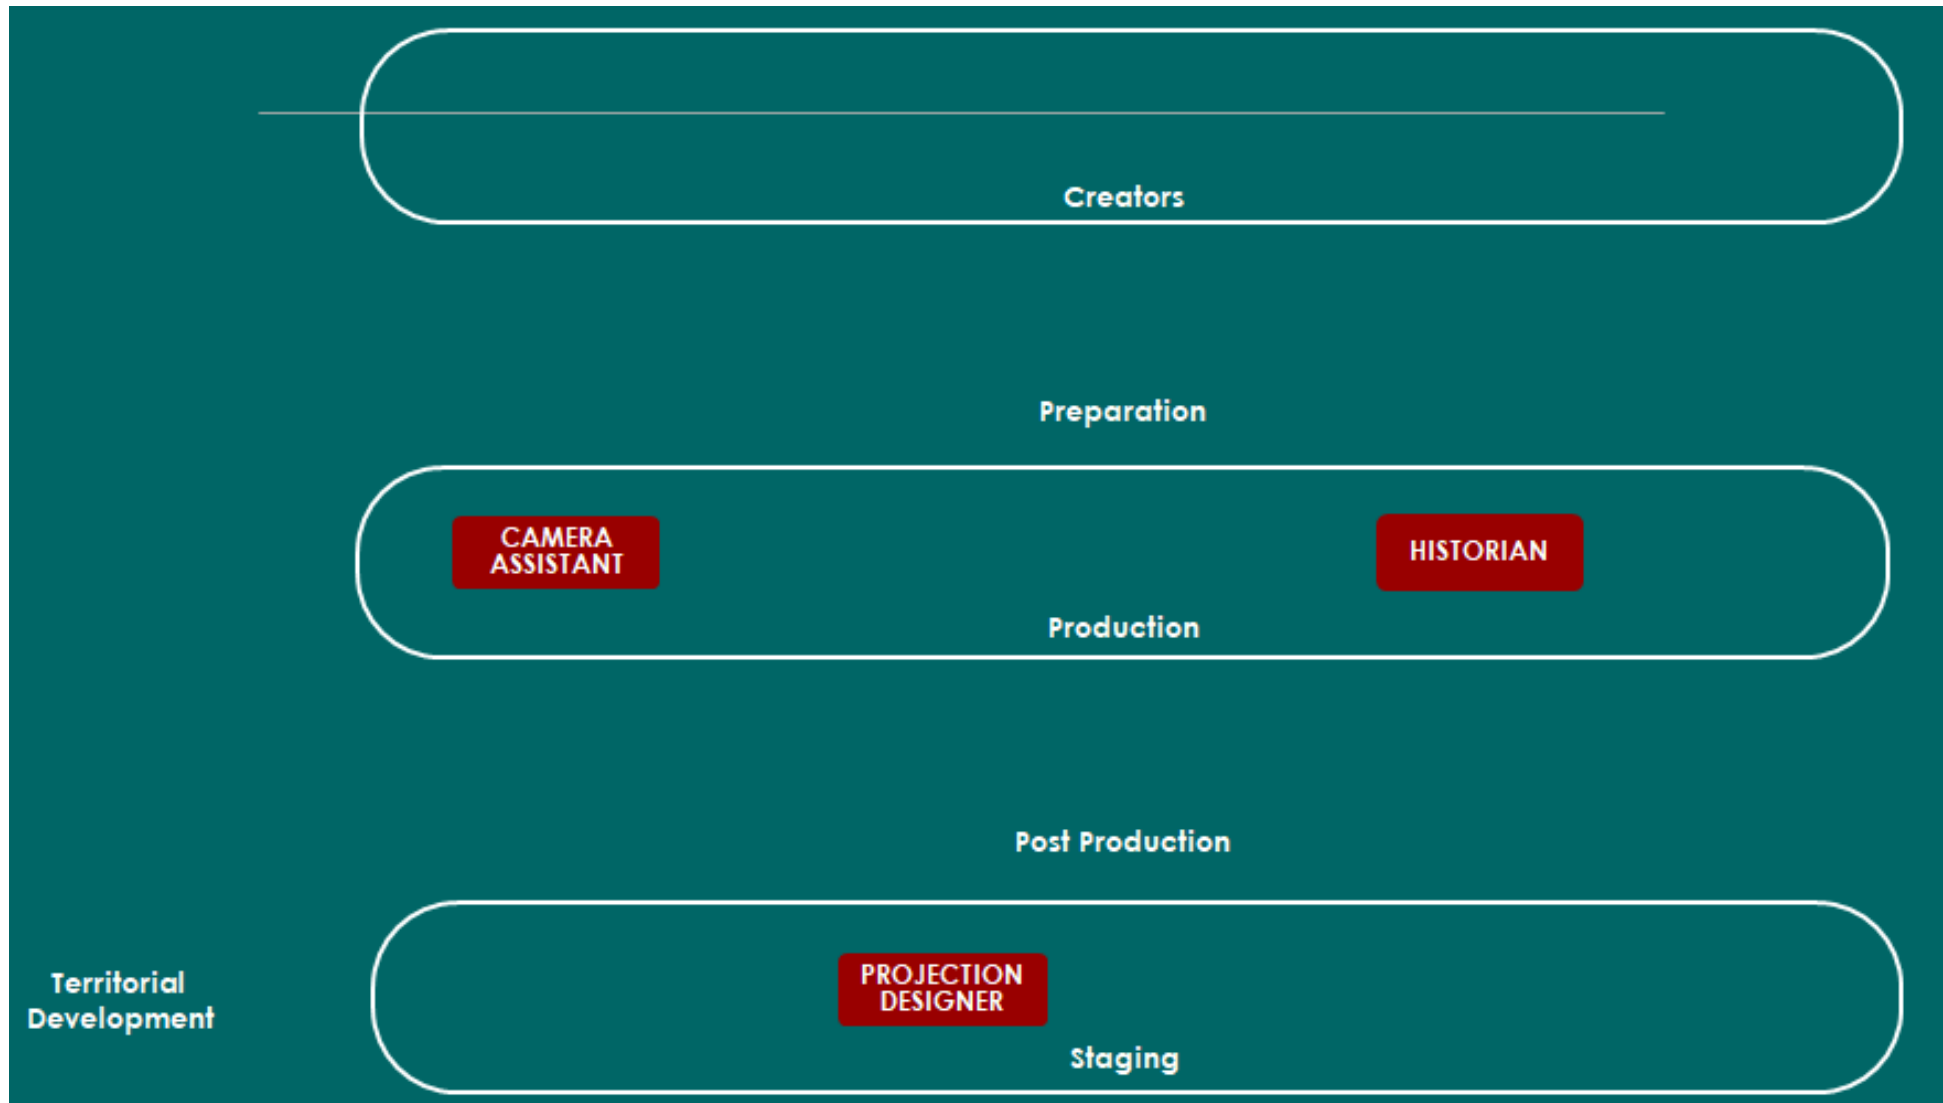 Creators
Preparation
CAMERA
ASSISTANT
HISTORIAN
Production
Post Production
Territorial
Development
PROJECTION
DESIGNER
Staging